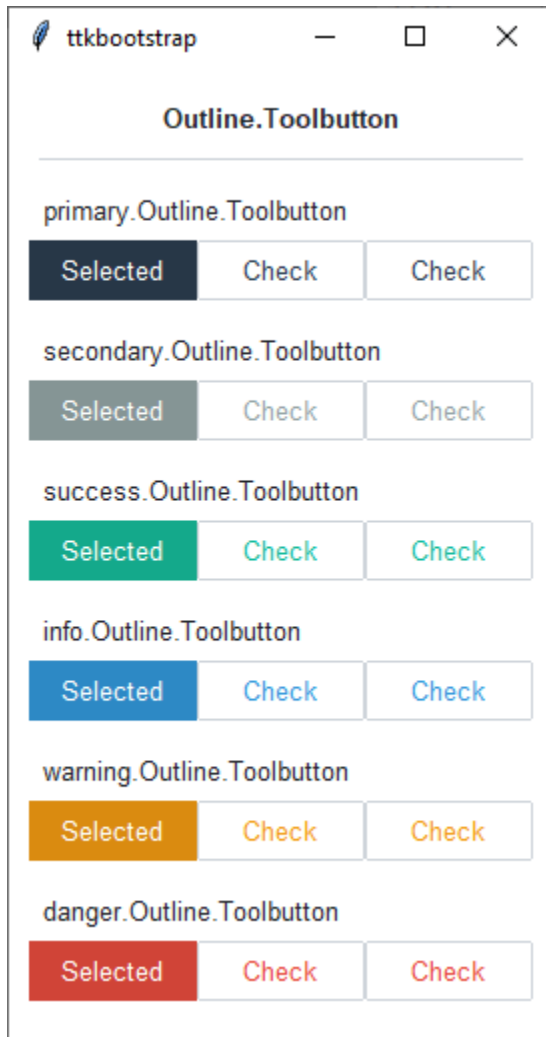 ttkbootstrap
Outline.Toolbutton
primary.Outline.Toolbutton
Selected Check Check
secondary.Outline.Toolbutton
Selected Check Check
success.Outline.Toolbutton
Selected Check Check
info.Outline.Toolbutton
Selected Check Check
warning.Outline.Toolbutton
Selected Check Check
danger.Outline.Toolbutton
Selected Check Check